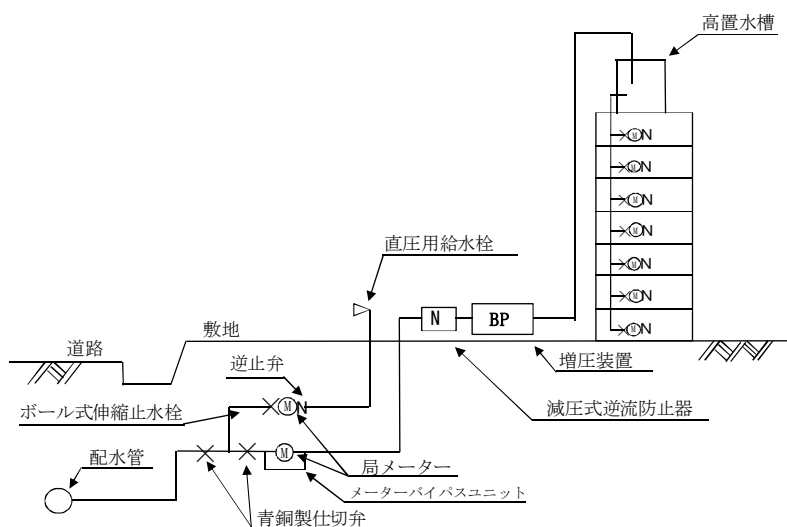 高置水槽
M N
M N
M N
M N
M N
M N
M N
直圧用給水栓
N
BP
敷地
道路
逆止弁
増圧装置
M N
減圧式逆流防止器
ボール式伸縮止水栓
配水管
M
局メーター
メーターバイパスユニット
青銅製仕切弁